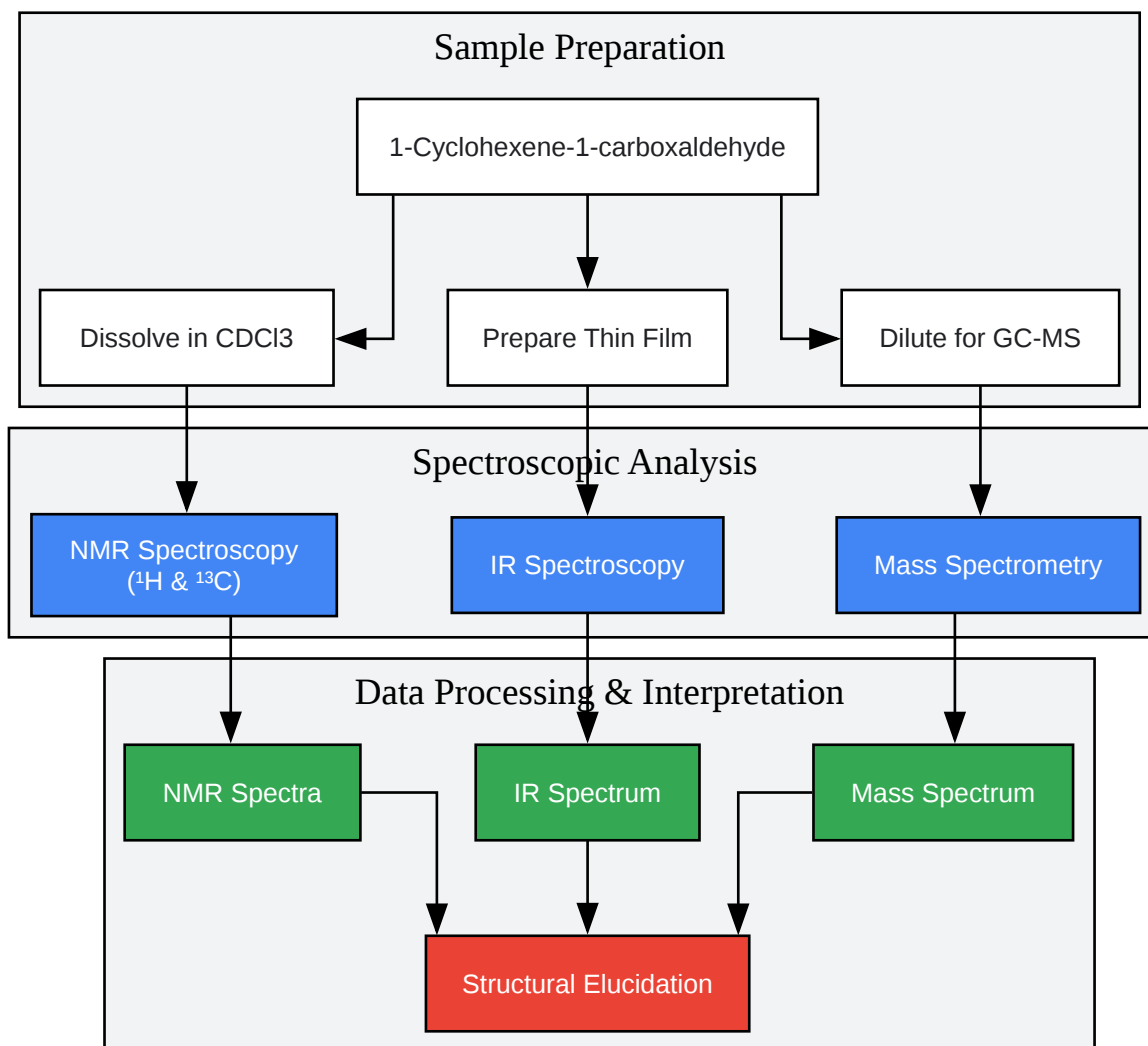 Sample Preparation
1-Cyclohexene-1-carboxaldehyde
Dissolve in CDCl3
Prepare Thin Film
Dilute for GC-MS
Spectroscopic Analysis
NMR Spectroscopy
(¹H & ¹³C)
IR Spectroscopy
Mass Spectrometry
Data Processing & Interpretation
NMR Spectra
IR Spectrum
Mass Spectrum
Structural Elucidation